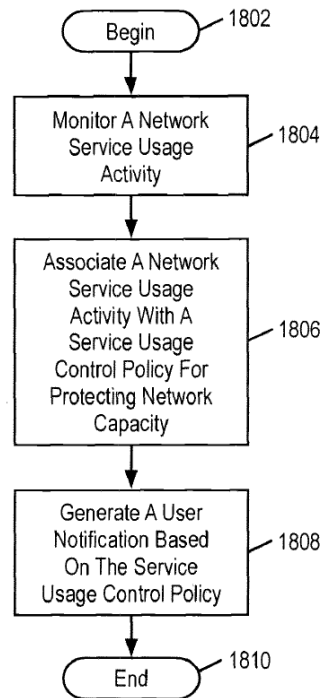 Begin
1802
Monitor A Network
Service Usage
Activity
1804
Associate A Network
Service Usage
Activity With A
Service Usage
Control Policy For
Protecting Network
Capacity
1806
Generate A User
Notification Based
On The Service
Usage Control Policy
1808
End
1810